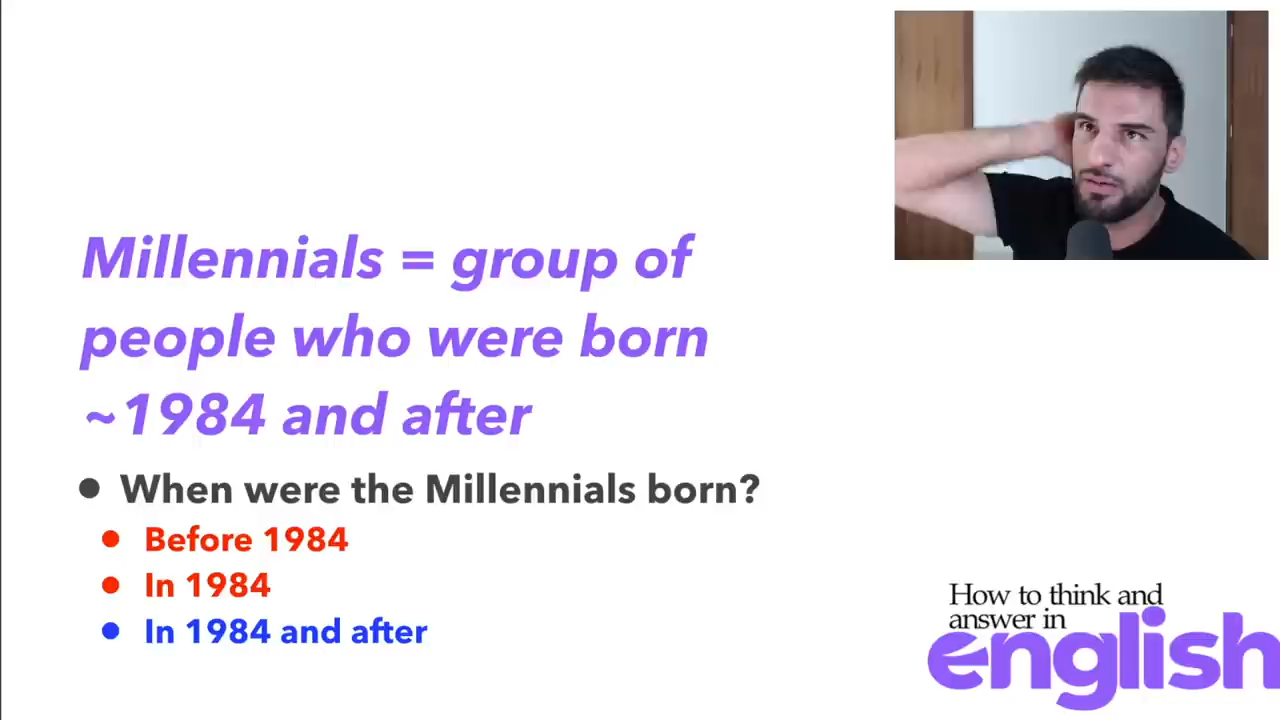 Millennials = group of
people who were born
~1984 and after
• When were the Millennials born?
• Before 1984
• In 1984
• In 1984 and after
How to think and
answer in
english